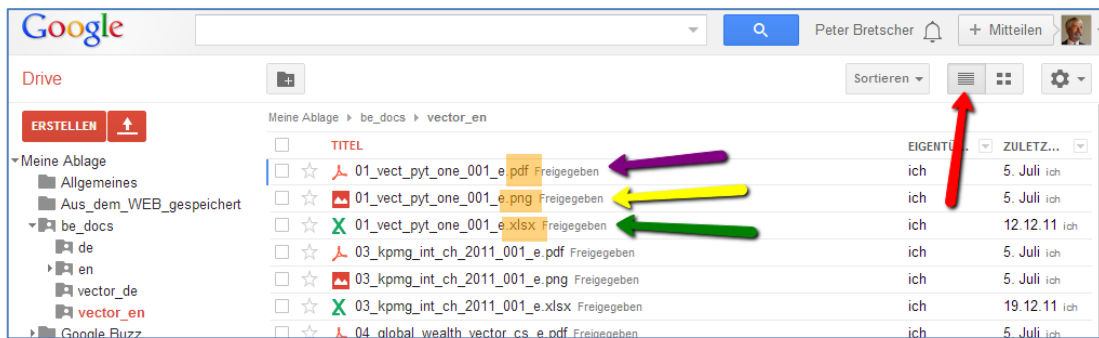 Google
Peter Bretscher + Mitteilen
Drive
Sortieren
ERSTELLEN
Meine Ablage
Allgemeines
Aus_dem_WEB_gespeichert
be_docs
de
en
vector_de
vector_en
Google Buzz
Meine Ablage be_docs vector_en
TITEL EIGENTÜ... ZULETZ...
01_vect_pyt_one_001_e.pdf Freigegeben ich 5. Juli ich
01_vect_pyt_one_001_e.png Freigegeben ich 5. Juli ich
01_vect_pyt_one_001_e.xlsx Freigegeben ich 12.12.11 ich
03_kpmg_int_ch_2011_001_e.pdf Freigegeben ich 5. Juli ich
03_kpmg_int_ch_2011_001_e.png Freigegeben ich 5. Juli ich
03_kpmg_int_ch_2011_001_e.xlsx Freigegeben ich 19.12.11 ich
04_global_wealth_vector_cs_e.pdf Freigegeben ich 5. Juli ich